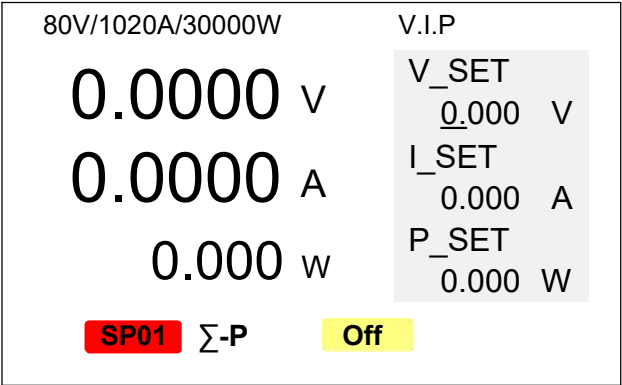 80V/1020A/30000W V.I.P
0.0000 V
0.0000 A
0.000 W
V_SET
0.000 V
I_SET
0.000 A
P_SET
0.000 W
SP01 ∑-P Off